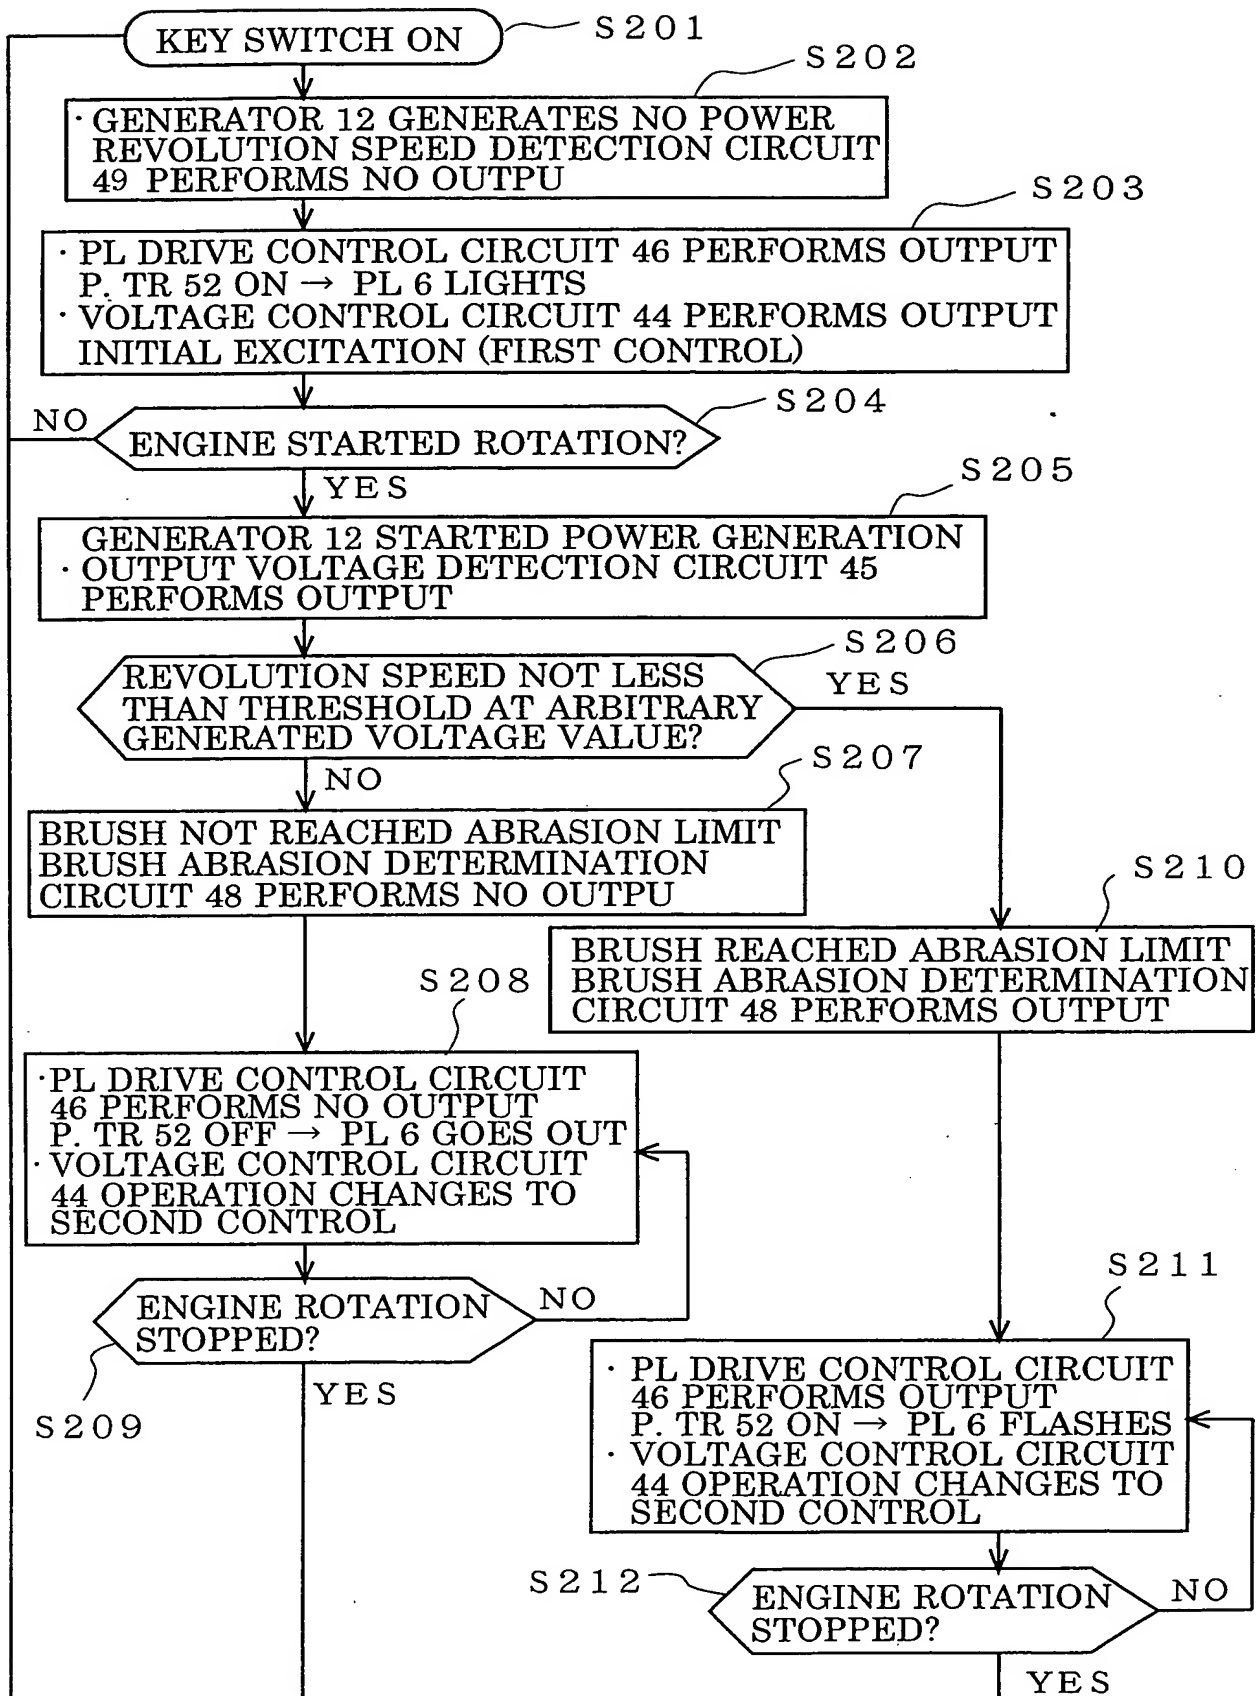 KEY SWITCH ON
S201
S202
· GENERATOR 12 GENERATES NO POWER
REVOLUTION SPEED DETECTION CIRCUIT
49 PERFORMS NO OUTPU
S203
· PL DRIVE CONTROL CIRCUIT 46 PERFORMS OUTPUT
P. TR 52 ON → PL 6 LIGHTS
· VOLTAGE CONTROL CIRCUIT 44 PERFORMS OUTPUT
INITIAL EXCITATION (FIRST CONTROL)
S204
NO
ENGINE STARTED ROTATION?
YES
S205
GENERATOR 12 STARTED POWER GENERATION
· OUTPUT VOLTAGE DETECTION CIRCUIT 45
PERFORMS OUTPUT
S206
REVOLUTION SPEED NOT LESS
THAN THRESHOLD AT ARBITRARY
GENERATED VOLTAGE VALUE?
YES
NO
S207
BRUSH NOT REACHED ABRASION LIMIT
BRUSH ABRASION DETERMINATION
CIRCUIT 48 PERFORMS NO OUTPU
S210
BRUSH REACHED ABRASION LIMIT
BRUSH ABRASION DETERMINATION
CIRCUIT 48 PERFORMS OUTPUT
S208
· PL DRIVE CONTROL CIRCUIT
46 PERFORMS NO OUTPUT
P. TR 52 OFF → PL 6 GOES OUT
· VOLTAGE CONTROL CIRCUIT
44 OPERATION CHANGES TO
SECOND CONTROL
ENGINE ROTATION
STOPPED?
NO
YES
S209
S211
· PL DRIVE CONTROL CIRCUIT
46 PERFORMS OUTPUT
P. TR 52 ON → PL 6 FLASHES
· VOLTAGE CONTROL CIRCUIT
44 OPERATION CHANGES TO
SECOND CONTROL
S212
ENGINE ROTATION
STOPPED?
NO
YES